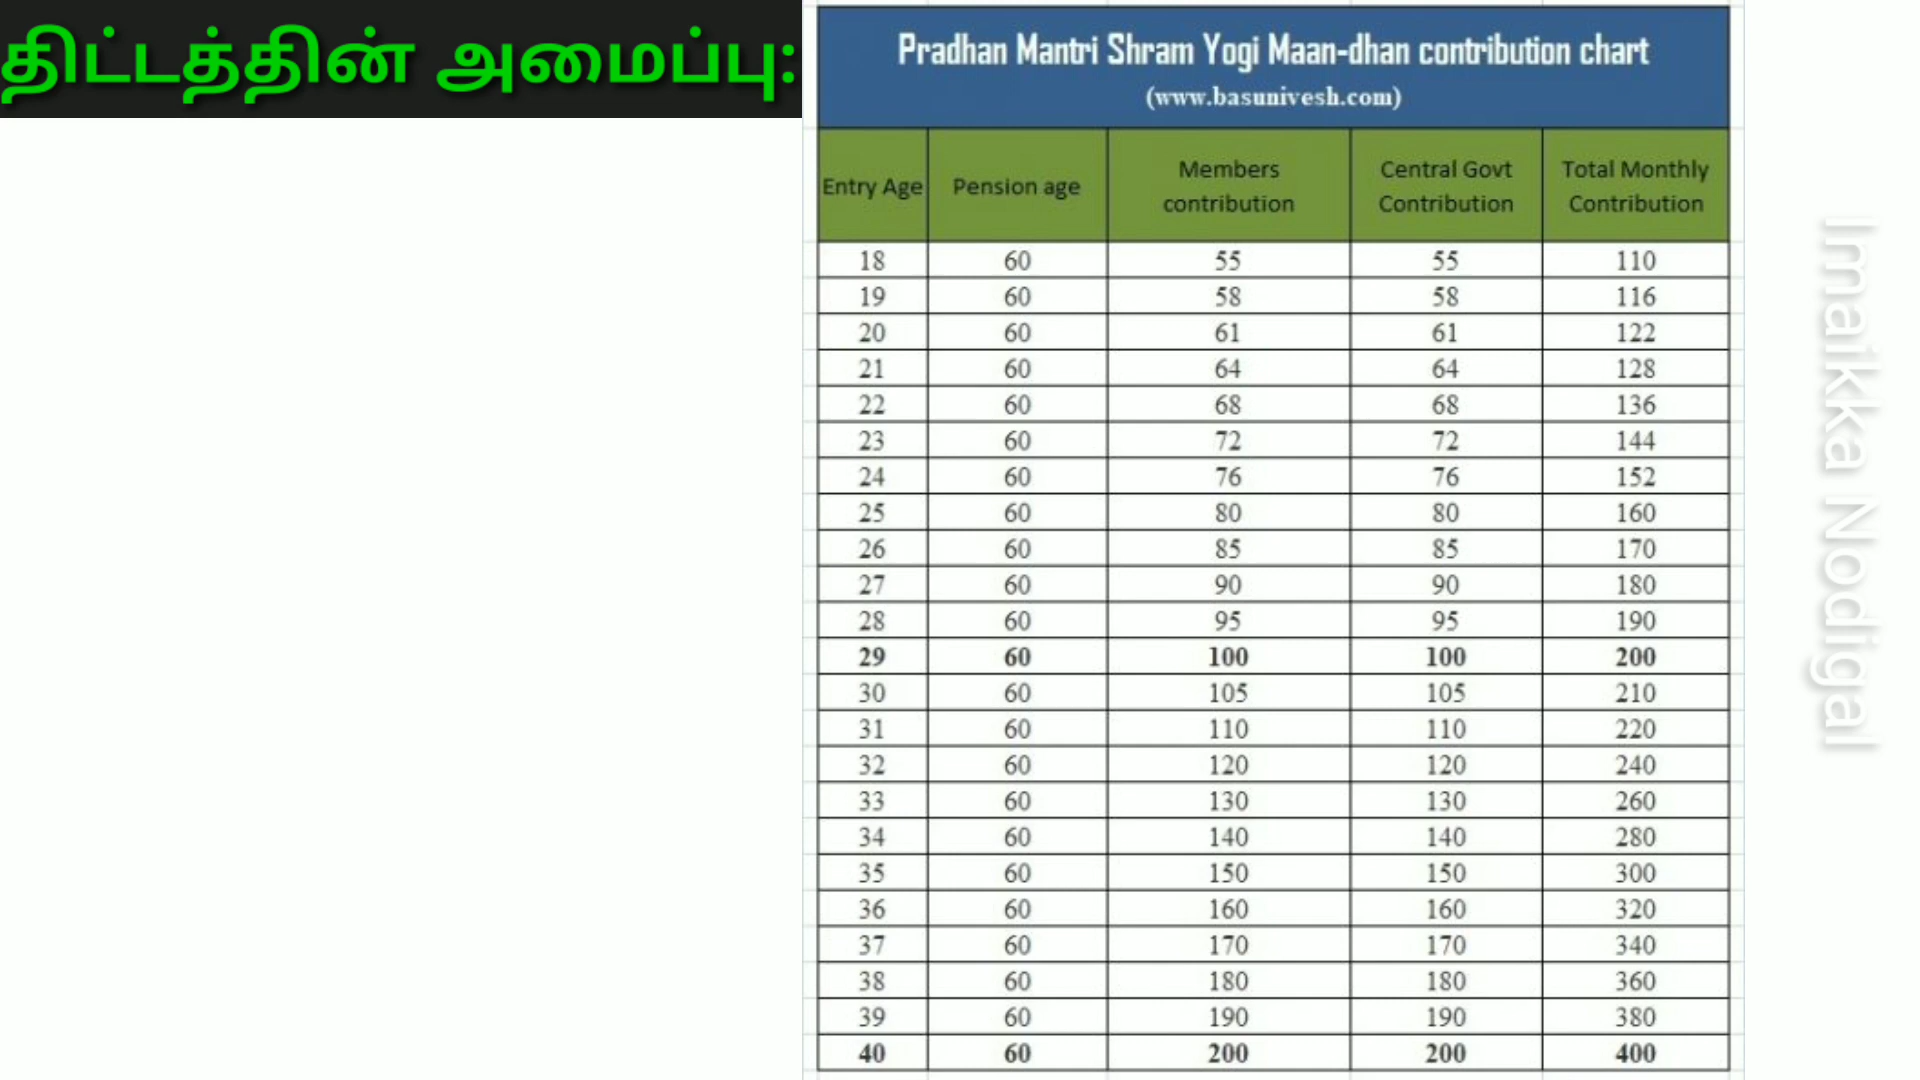 திட்டத்தின் அமைப்பு:
Pradhan Mantri Shram Yogi Maan-dhan contribution chart
(www.basunivesh.com)
Entry Age Pension age Members contribution Central Govt Contribution Total Monthly Contribution
18 60 55 55 110
19 60 58 58 116
20 60 61 61 122
21 60 64 64 128
22 60 68 68 136
23 60 72 72 144
24 60 76 76 152
25 60 80 80 160
26 60 85 85 170
27 60 90 90 180
28 60 95 95 190
29 60 100 100 200
30 60 105 105 210
31 60 110 110 220
32 60 120 120 240
33 60 130 130 260
34 60 140 140 280
35 60 150 150 300
36 60 160 160 320
37 60 170 170 340
38 60 180 180 360
39 60 190 190 380
40 60 200 200 400
Imaikka Nodigal